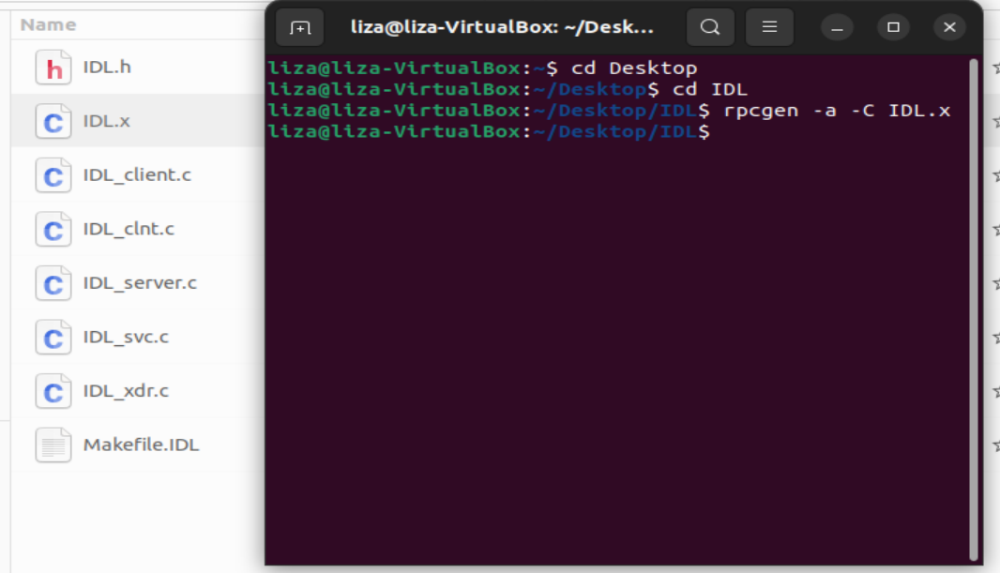 Name
IDL.h
IDL.x
IDL_client.c
IDL_clnt.c
IDL_server.c
IDL_svc.c
IDL_xdr.c
Makefile.IDL
liza@liza-VirtualBox: ~/Desk...
liza@liza-VirtualBox:~$ cd Desktop
liza@liza-VirtualBox:~/Desktop$ cd IDL
liza@liza-VirtualBox:~/Desktop/IDL$ rpcgen -a -C IDL.x
liza@liza-VirtualBox:~/Desktop/IDL$